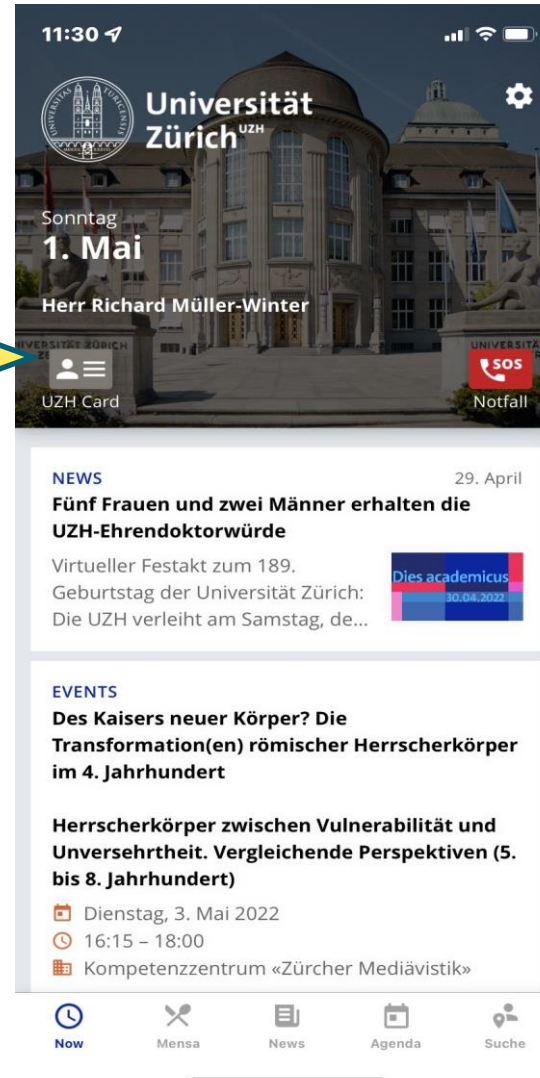 11:30
Universität
Zürich UZH
Sonntag
1. Mai
Herr Richard Müller-Winter
UNIVERSITÄT ZÜRICH
UZH Card
SOS
Notfall
NEWS
29. April
Fünf Frauen und zwei Männer erhalten die
UZH-Ehrendoktorwürde
Virtueller Festakt zum 189.
Geburtstag der Universität Zürich:
Die UZH verleiht am Samstag, de...
Dies academicus
30.04.2022
EVENTS
Des Kaisers neuer Körper? Die
Transformation(en) römischer Herrscherkörper
im 4. Jahrhundert
Herrscherkörper zwischen Vulnerabilität und
Unversehrtheit. Vergleichende Perspektiven (5.
bis 8. Jahrhundert)
Dienstag, 3. Mai 2022
16:15 – 18:00
Kompetenzzentrum «Zürcher Mediävistik»
Now
Mensa
News
Agenda
Suche